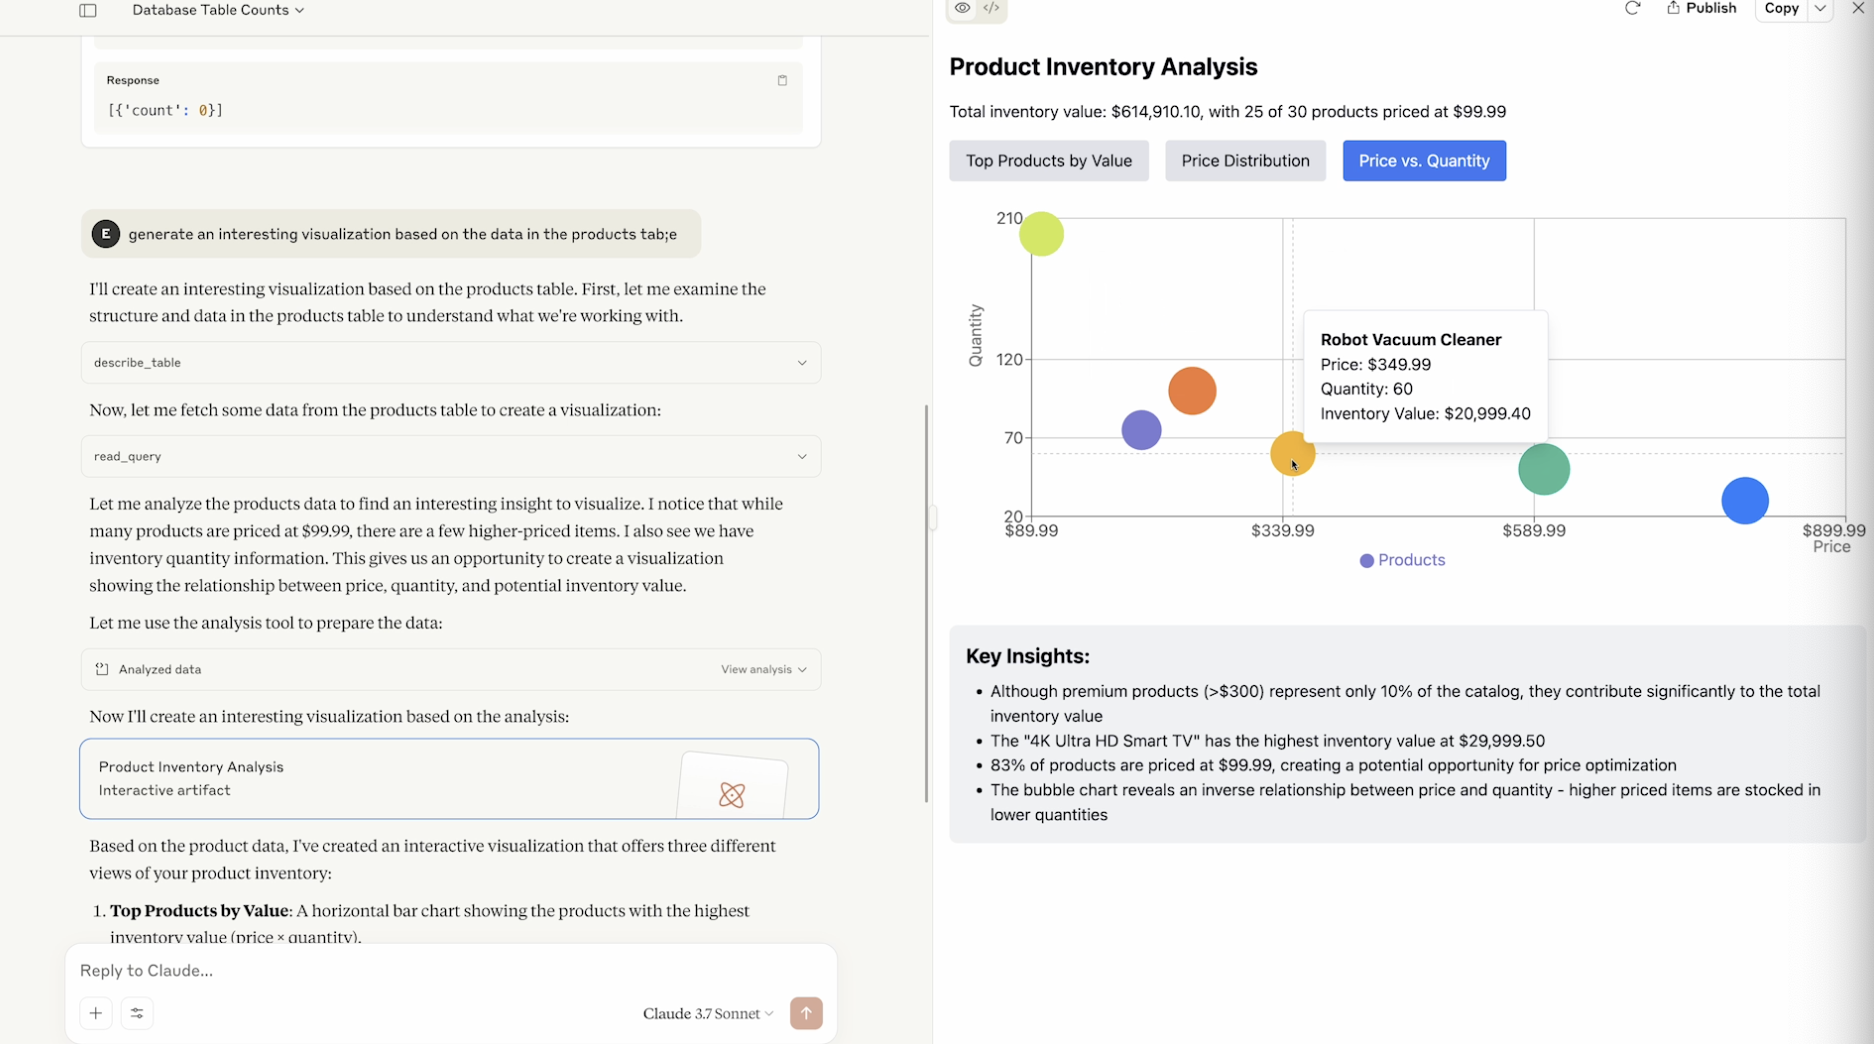 Database Table Counts
Response
[{'count': 0}]
E
generate an interesting visualization based on the data in the products tab;e
I'll create an interesting visualization based on the products table. First, let me examine the
structure and data in the products table to understand what we're working with.
describe_table
Now, let me fetch some data from the products table to create a visualization:
read_query
Let me analyze the products data to find an interesting insight to visualize. I notice that while
many products are priced at $99.99, there are a few higher-priced items. I also see we have
inventory quantity information. This gives us an opportunity to create a visualization
showing the relationship between price, quantity, and potential inventory value.
Let me use the analysis tool to prepare the data:
Analyzed data
View analysis
Now I'll create an interesting visualization based on the analysis:
Product Inventory Analysis
Interactive artifact
Based on the product data, I've created an interactive visualization that offers three different
views of your product inventory:
1. Top Products by Value: A horizontal bar chart showing the products with the highest
inventory value (price × quantity).
Reply to Claude...
Claude 3.7 Sonnet
</>
Publish
Copy
Product Inventory Analysis
Total inventory value: $614,910.10, with 25 of 30 products priced at $99.99
Top Products by Value
Price Distribution
Price vs. Quantity
210
120
70
20
Quantity
Robot Vacuum Cleaner
Price: $349.99
Quantity: 60
Inventory Value: $20,999.40
$89.99
$339.99
$589.99
$899.99
Price
Products
Key Insights:
• Although premium products (>$300) represent only 10% of the catalog, they contribute significantly to the total
inventory value
• The "4K Ultra HD Smart TV" has the highest inventory value at $29,999.50
• 83% of products are priced at $99.99, creating a potential opportunity for price optimization
• The bubble chart reveals an inverse relationship between price and quantity - higher priced items are stocked in
lower quantities